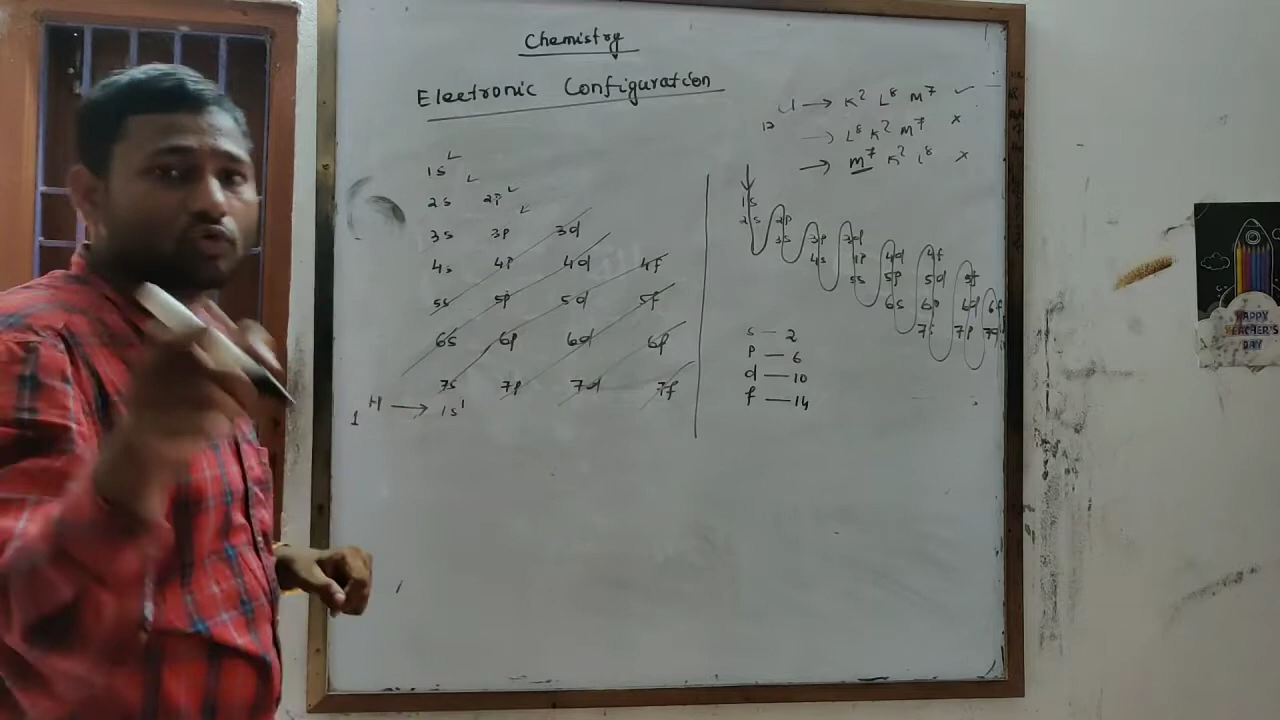 Chemistry
Electronic Configuration
1s
2s 2p
3s 3p 3d
4s 4p 4d 4f
5s 5p 5d 5f
6s 6p 6d 6f
7s 7p 7d 7f
1 H → 1s¹
17 Cl → K² L⁸ M⁷ ✓
→ L⁸ K² M⁷ ×
→ M⁷ K² L⁸ ×
1s
2s 2p
3s 3p 3d
4s 4p 4d 4f
5s 5p 5d 5f
6s 6p 6d 6f
7s 7p
s — 2
p — 6
d — 10
f — 14
HAPPY
TEACHER'S
DAY